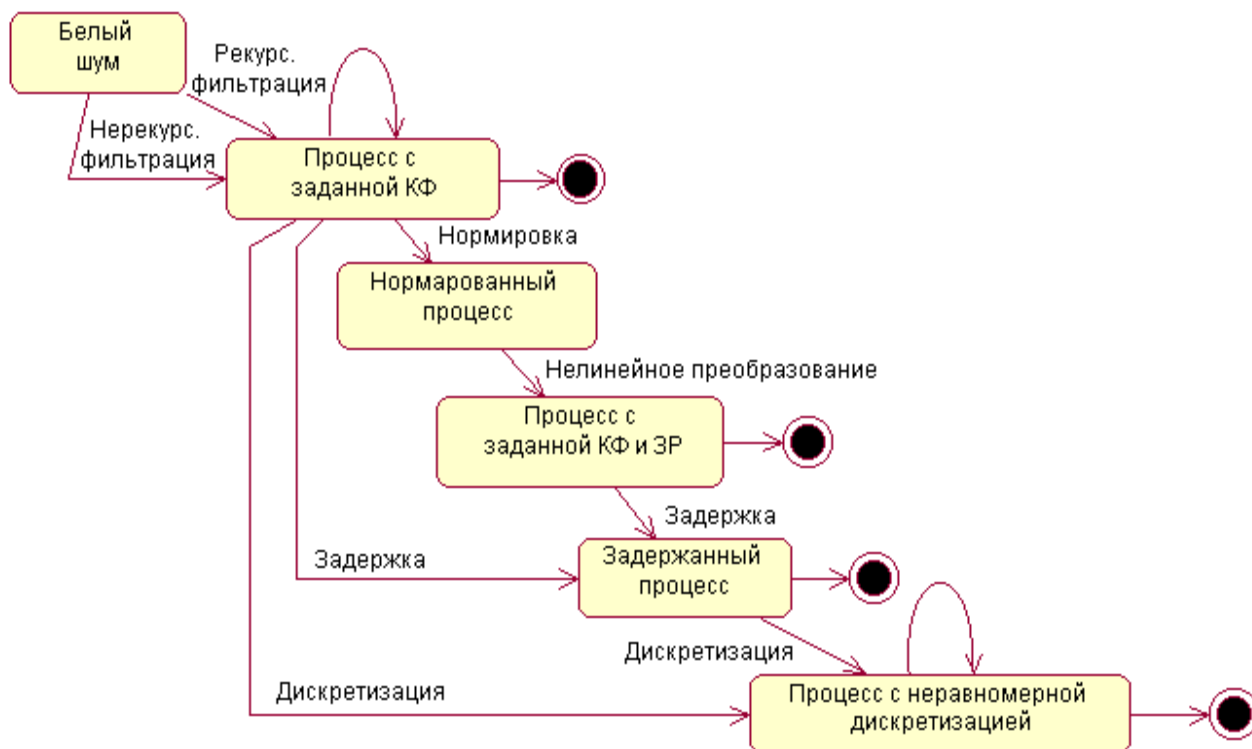 Белый
шум
Рекурс.
фильтрация
Нерекурс.
фильтрация
Процесс с
заданной КФ
Нормировка
Нормарованный
процесс
Нелинейное преобразование
Процесс с
заданной КФ и ЗР
Задержка
Задержка
Задержанный
процесс
Дискретизация
Дискретизация
Процесс с неравномерной
дискретизацией